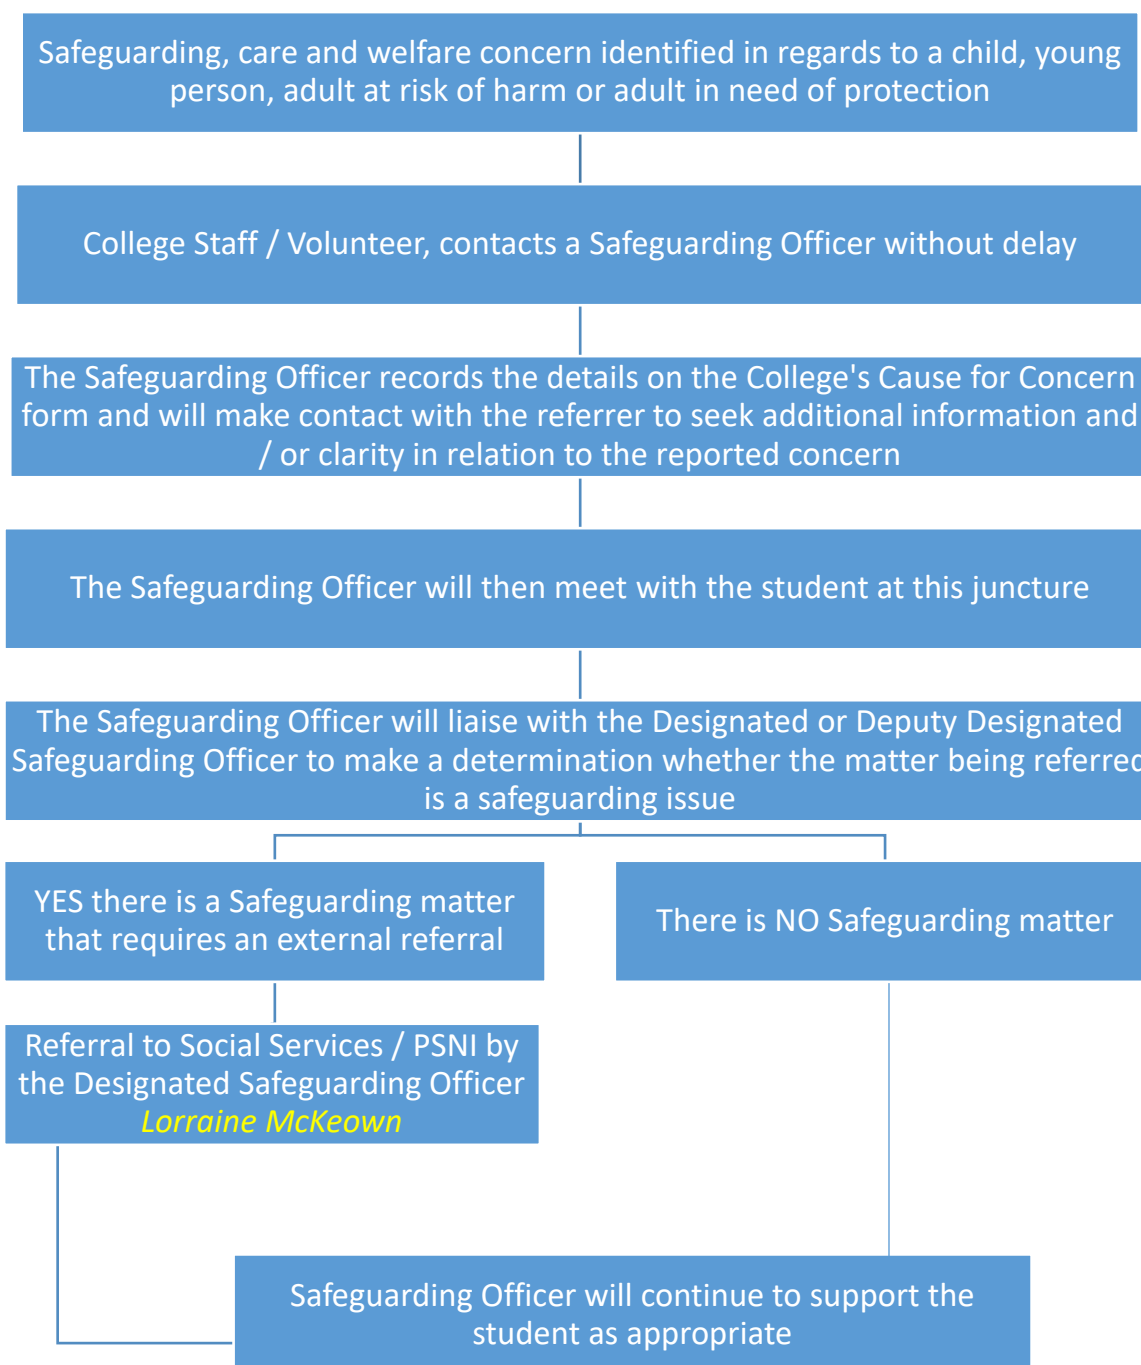 Safeguarding, care and welfare concern identified in regards to a child, young
person, adult at risk of harm or adult in need of protection
College Staff / Volunteer, contacts a Safeguarding Officer without delay
The Safeguarding Officer records the details on the College's Cause for Concern
form and will make contact with the referrer to seek additional information and
/ or clarity in relation to the reported concern
The Safeguarding Officer will then meet with the student at this juncture
The Safeguarding Officer will liaise with the Designated or Deputy Designated
Safeguarding Officer to make a determination whether the matter being referred
is a safeguarding issue
YES there is a Safeguarding matter
that requires an external referral
There is NO Safeguarding matter
Referral to Social Services / PSNI by
the Designated Safeguarding Officer
Lorraine McKeown
Safeguarding Officer will continue to support the
student as appropriate